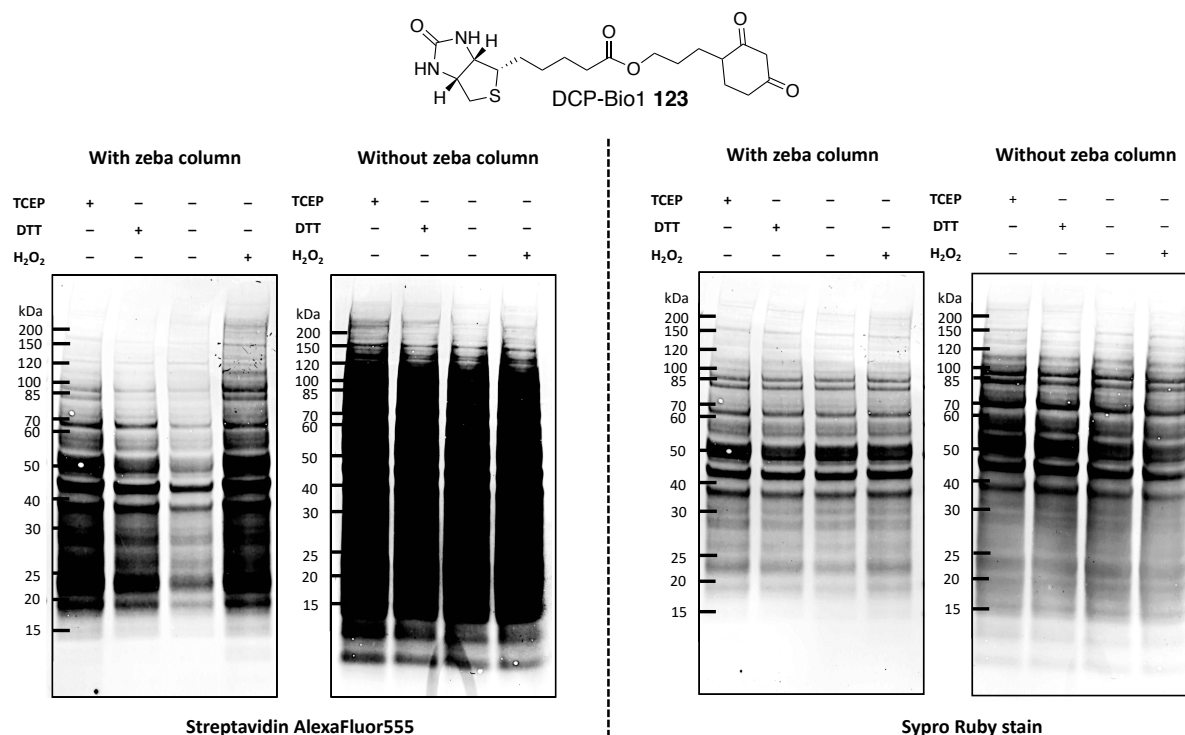 O
NH
H
HN
H
S
O
O
O
O
DCP-Bio1 123
With zeba column
Without zeba column
With zeba column
Without zeba column
TCEP + – – –
DTT – + – –
H₂O₂ – – – +
TCEP + – – –
DTT – + – –
H₂O₂ – – – +
TCEP + – – –
DTT – + – –
H₂O₂ – – – +
TCEP + – – –
DTT – + – –
H₂O₂ – – – +
kDa
200
150
120
100
85
70
60
50
40
30
25
20
15
kDa
200
150
120
100
85
70
60
50
40
30
25
20
15
kDa
200
150
120
100
85
70
60
50
40
30
25
20
15
kDa
200
150
120
100
85
70
60
50
40
30
25
20
15
Streptavidin AlexaFluor555
Sypro Ruby stain